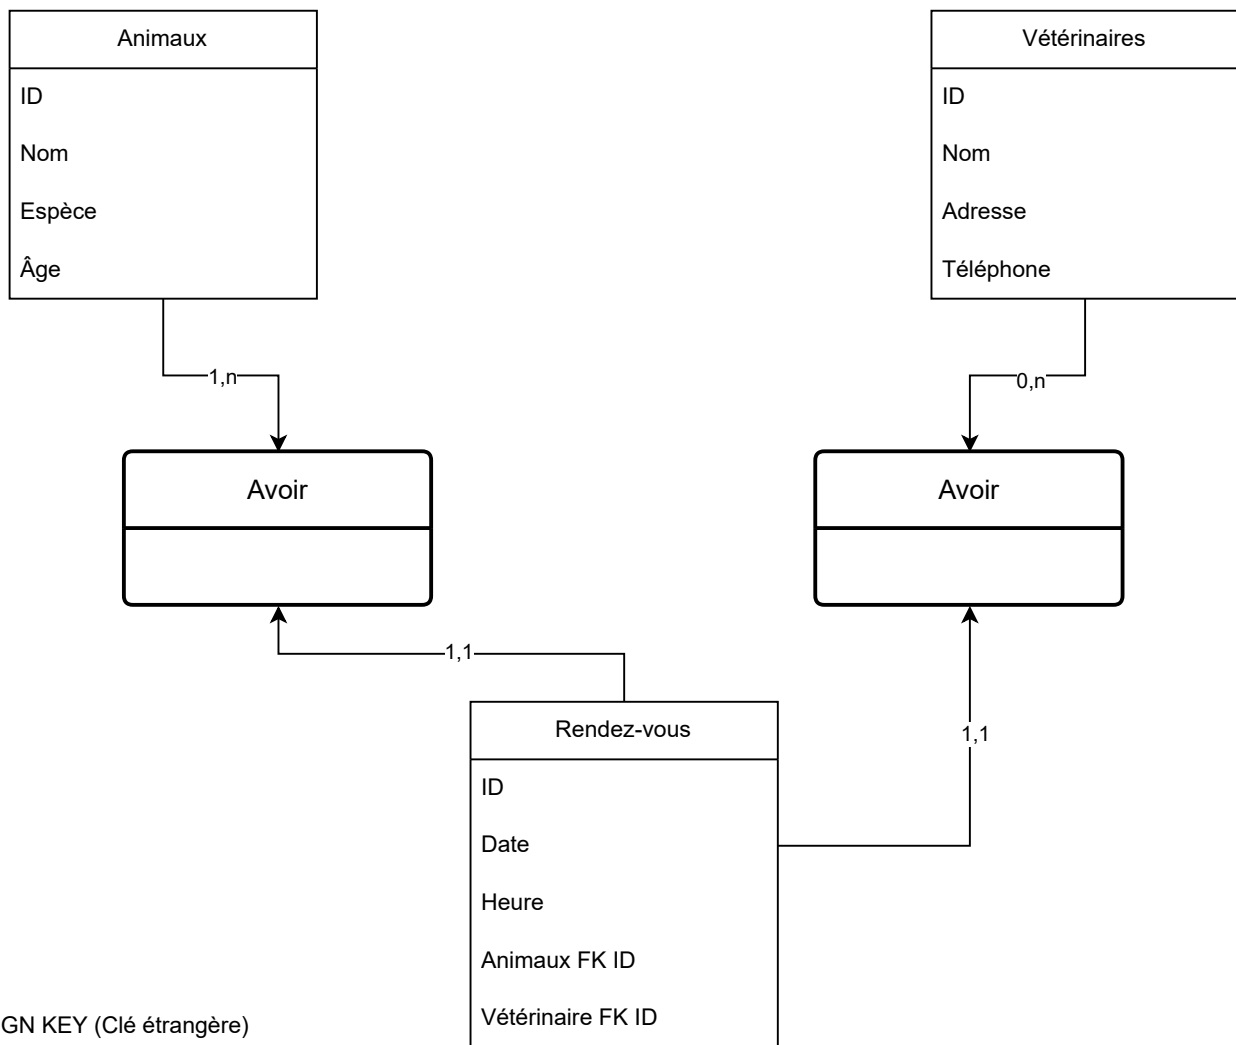 Animaux
ID
Nom
Espèce
Âge
Vétérinaires
ID
Nom
Adresse
Téléphone
1,n
0,n
Avoir
Avoir
1,1
1,1
Rendez-vous
ID
Date
Heure
Animaux FK ID
Vétérinaire FK ID
GN KEY (Clé étrangère)